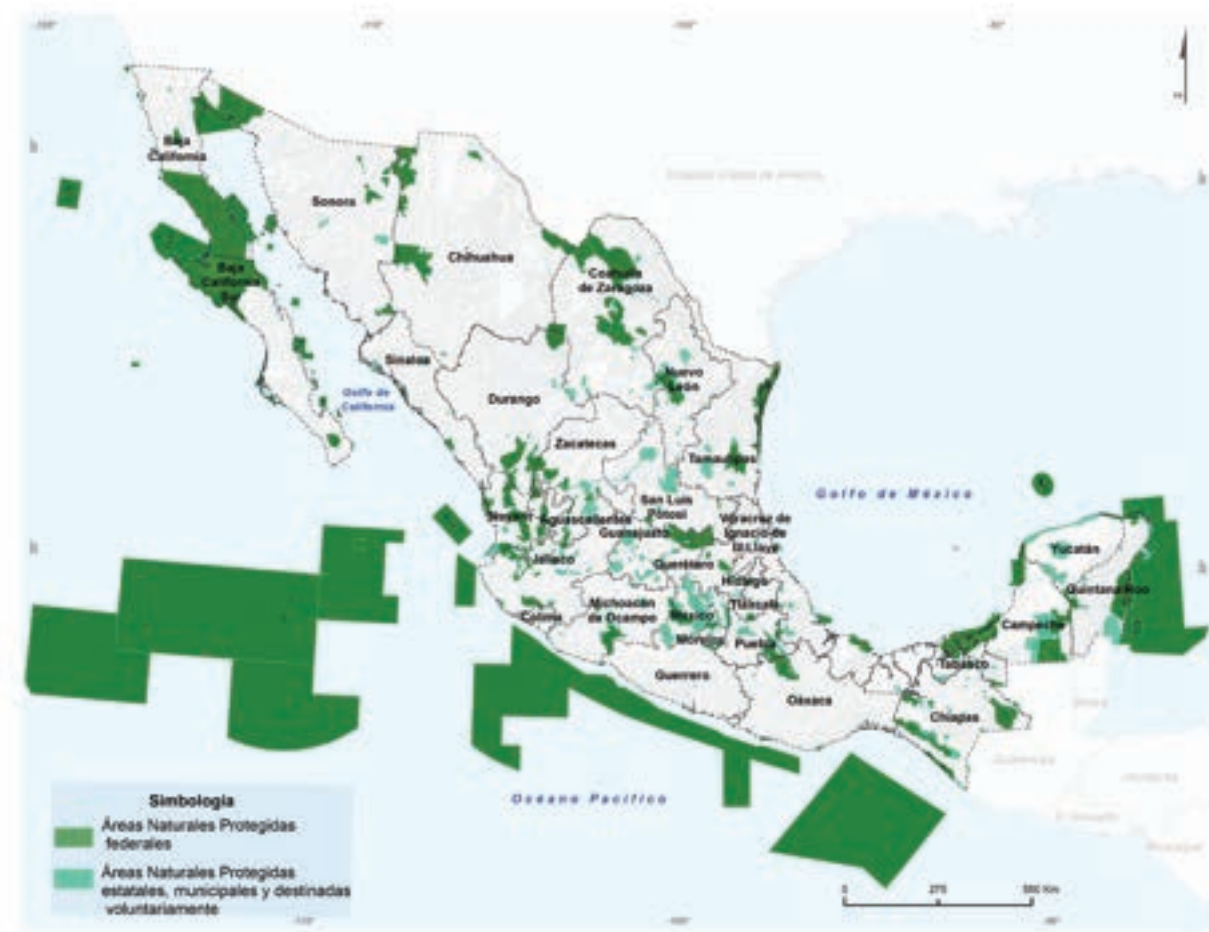 Baja
California
Sonora
Chihuahua
Coahuila
de Zaragoza
Baja
California
Sur
Sinaloa
Nuevo
León
Golfo de
California
Durango
Zacatecas
Tamaulipas
Golfo de México
San Luis
Potosí
Nayarit
Aguascalientes
Guanajuato
Veracruz de
Ignacio de
la Llave
Yucatán
Jalisco
Querétaro
Quintana Roo
Hidalgo
Michoacán
de Ocampo
México
Tlaxcala
Colima
Campeche
Morelos
Puebla
Tabasco
Guerrero
Oaxaca
Chiapas
Océano Pacífico
Simbología
Áreas Naturales Protegidas
federales
Áreas Naturales Protegidas
estatales, municipales y destinadas
voluntariamente
0
275
550 Km